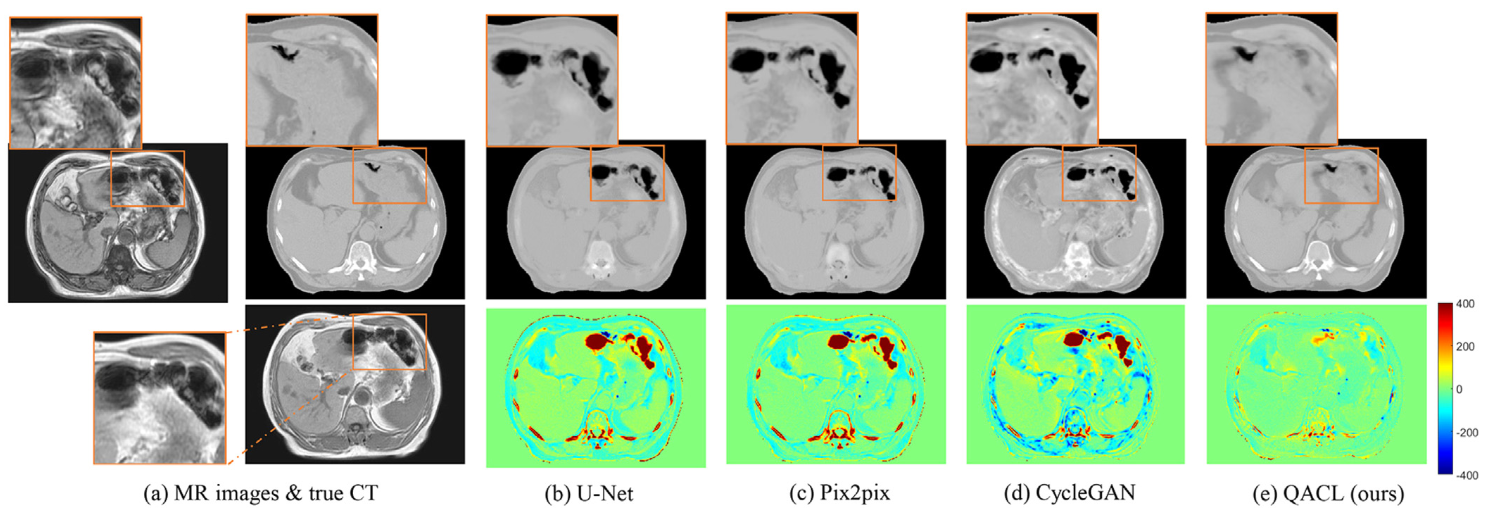 400
200
0
-200
-400
(a) MR images & true CT
(b) U-Net
(c) Pix2pix
(d) CycleGAN
(e) QACL (ours)